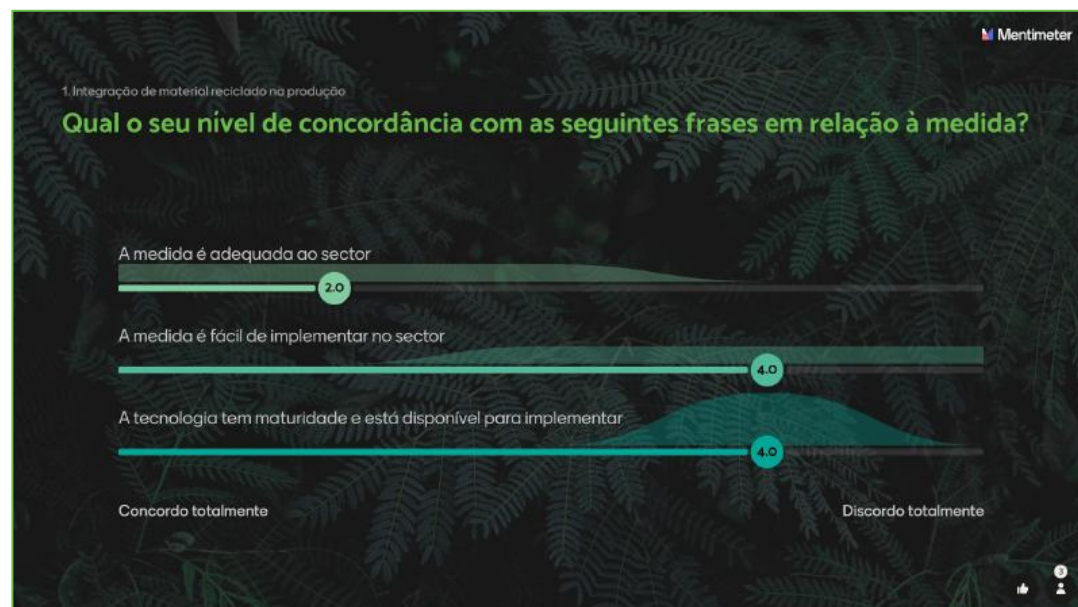 Mentimeter
1. Integração de material reciclado na produção
Qual o seu nível de concordância com as seguintes frases em relação à medida?
A medida é adequada ao sector
2.0
A medida é fácil de implementar no sector
4.0
A tecnologia tem maturidade e está disponível para implementar
4.0
Concordo totalmente
Discordo totalmente
3